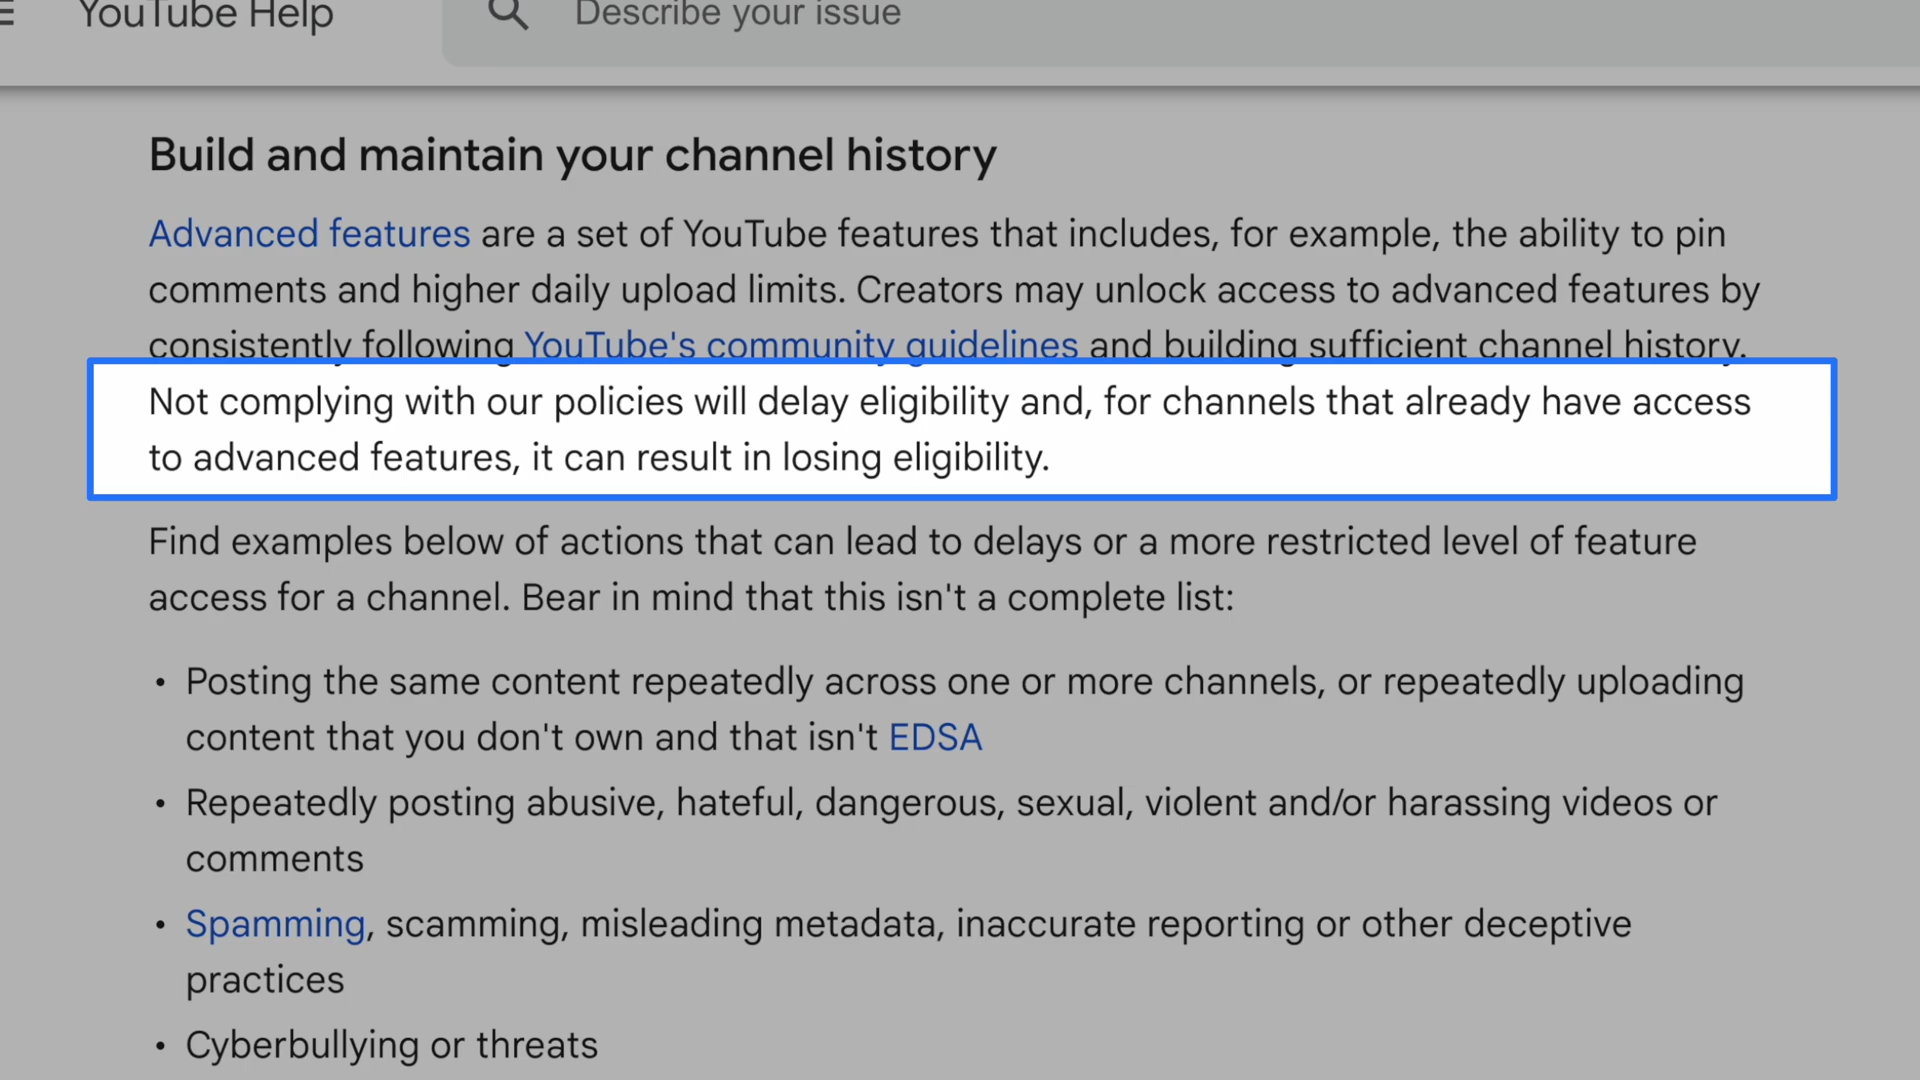 YouTube Help
Describe your issue
Build and maintain your channel history
Advanced features are a set of YouTube features that includes, for example, the ability to pin
comments and higher daily upload limits. Creators may unlock access to advanced features by
consistently following YouTube's community guidelines and building sufficient channel history.
Not complying with our policies will delay eligibility and, for channels that already have access
to advanced features, it can result in losing eligibility.
Find examples below of actions that can lead to delays or a more restricted level of feature
access for a channel. Bear in mind that this isn't a complete list:
• Posting the same content repeatedly across one or more channels, or repeatedly uploading
content that you don't own and that isn't EDSA
• Repeatedly posting abusive, hateful, dangerous, sexual, violent and/or harassing videos or
comments
• Spamming, scamming, misleading metadata, inaccurate reporting or other deceptive
practices
• Cyberbullying or threats